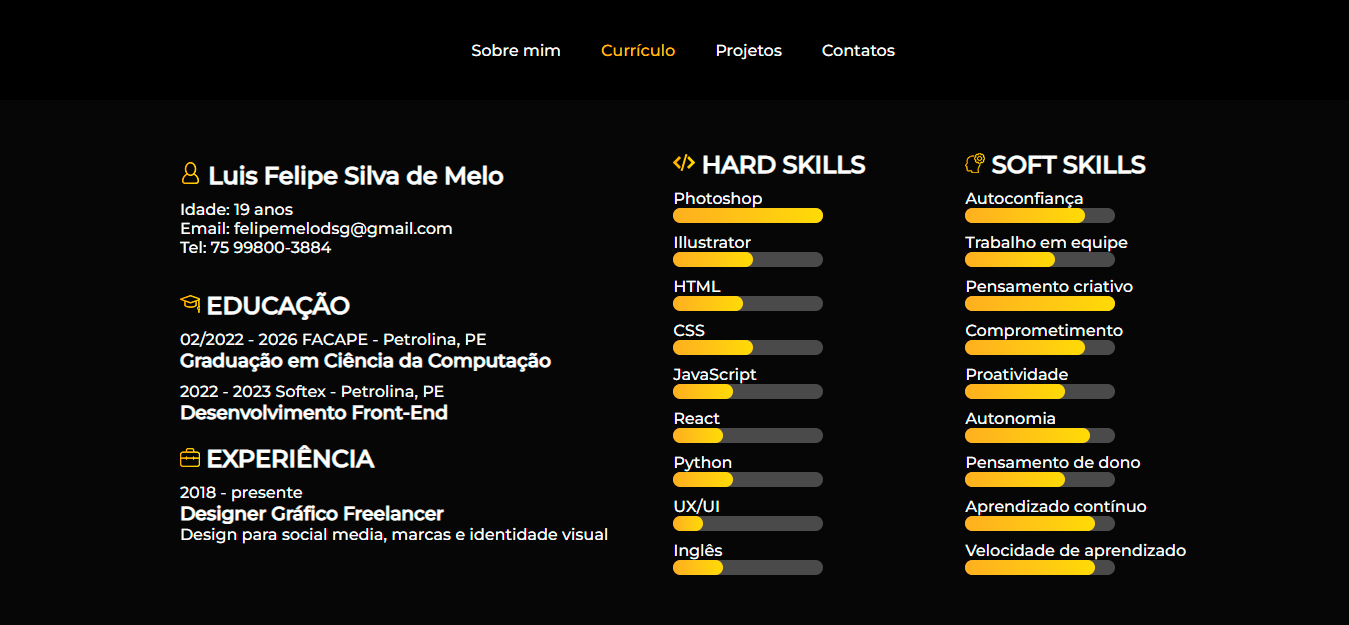 Sobre mim
Currículo
Projetos
Contatos
Luis Felipe Silva de Melo
Idade: 19 anos
Email: felipemelodsg@gmail.com
Tel: 75 99800-3884
EDUCAÇÃO
02/2022 - 2026 FACAPE - Petrolina, PE
Graduação em Ciência da Computação
2022 - 2023 Softex - Petrolina, PE
Desenvolvimento Front-End
EXPERIÊNCIA
2018 - presente
Designer Gráfico Freelancer
Design para social media, marcas e identidade visual
HARD SKILLS
Photoshop
Illustrator
HTML
CSS
JavaScript
React
Python
UX/UI
Inglês
SOFT SKILLS
Autoconfiança
Trabalho em equipe
Pensamento criativo
Comprometimento
Proatividade
Autonomia
Pensamento de dono
Aprendizado contínuo
Velocidade de aprendizado